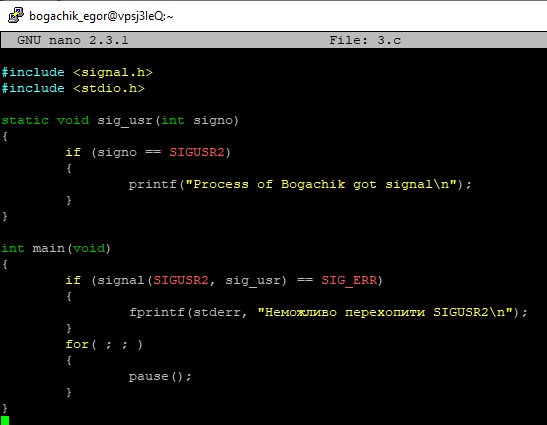 bogachik_egor@vpsj3leQ:~
GNU nano 2.3.1 File: 3.c
#include <signal.h>
#include <stdio.h>
static void sig_usr(int signo)
{
if (signo == SIGUSR2)
{
printf("Process of Bogachik got signal\n");
}
}
int main(void)
{
if (signal(SIGUSR2, sig_usr) == SIG_ERR)
{
fprintf(stderr, "Неможливо перехопити SIGUSR2\n");
}
for( ; ; )
{
pause();
}
}